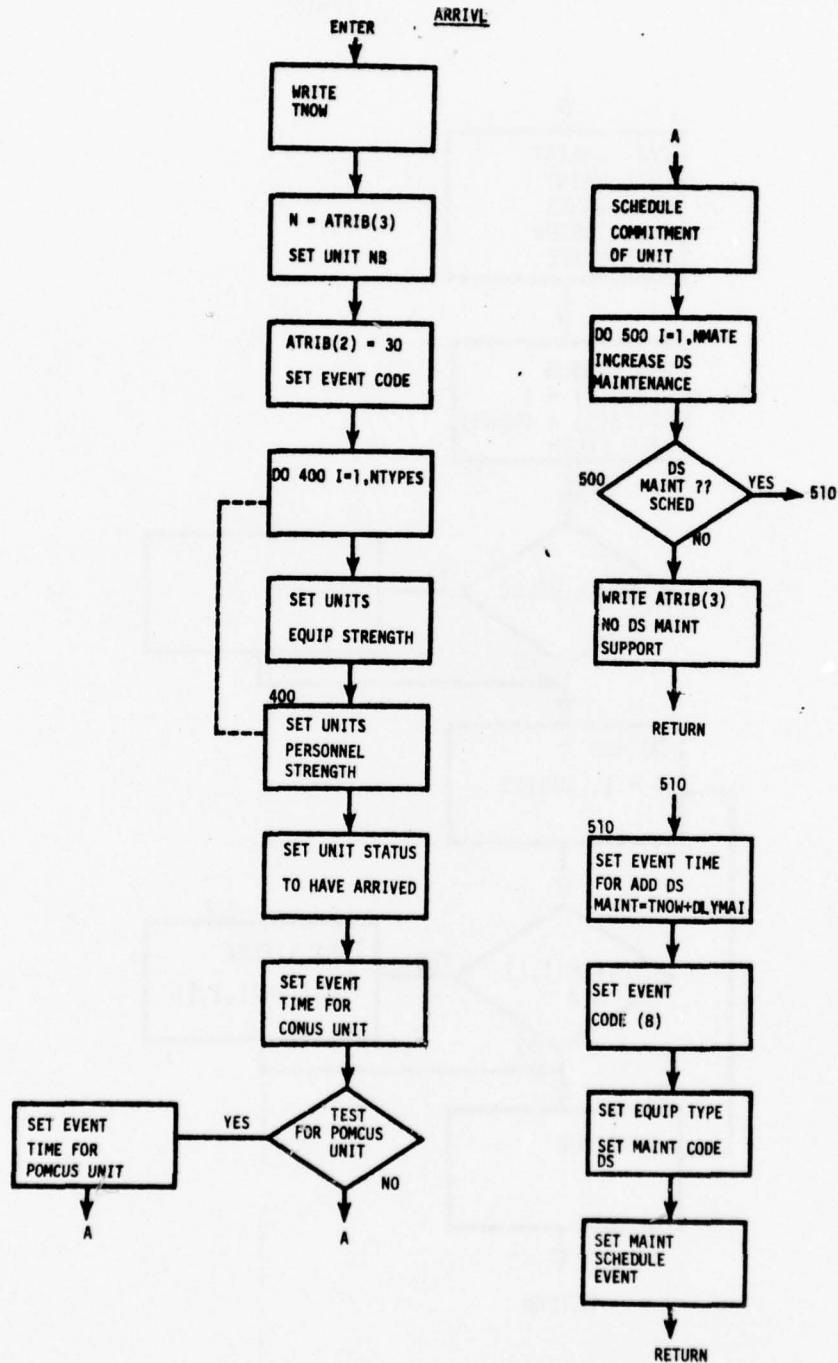 ARRIVL
ENTER
WRITE
TNOW
N = ATRIB(3)
SET UNIT NB
ATRIB(2) = 30
SET EVENT CODE
DO 400 I=1,NTYPES
SET UNITS
EQUIP STRENGTH
400
SET UNITS
PERSONNEL
STRENGTH
SET UNIT STATUS
TO HAVE ARRIVED
SET EVENT
TIME FOR
CONUS UNIT
TEST
FOR POMCUS
UNIT
YES
NO
SET EVENT
TIME FOR
POMCUS UNIT
A
A
A
SCHEDULE
COMMITMENT
OF UNIT
DO 500 I=1,NMATE
INCREASE DS
MAINTENANCE
500
DS
MAINT ??
SCHED
YES
510
NO
WRITE ATRIB(3)
NO DS MAINT
SUPPORT
RETURN
510
510
SET EVENT TIME
FOR ADD DS
MAINT=TNOW+DLYMAI
SET EVENT
CODE (8)
SET EQUIP TYPE
SET MAINT CODE
DS
SET MAINT
SCHEDULE
EVENT
RETURN